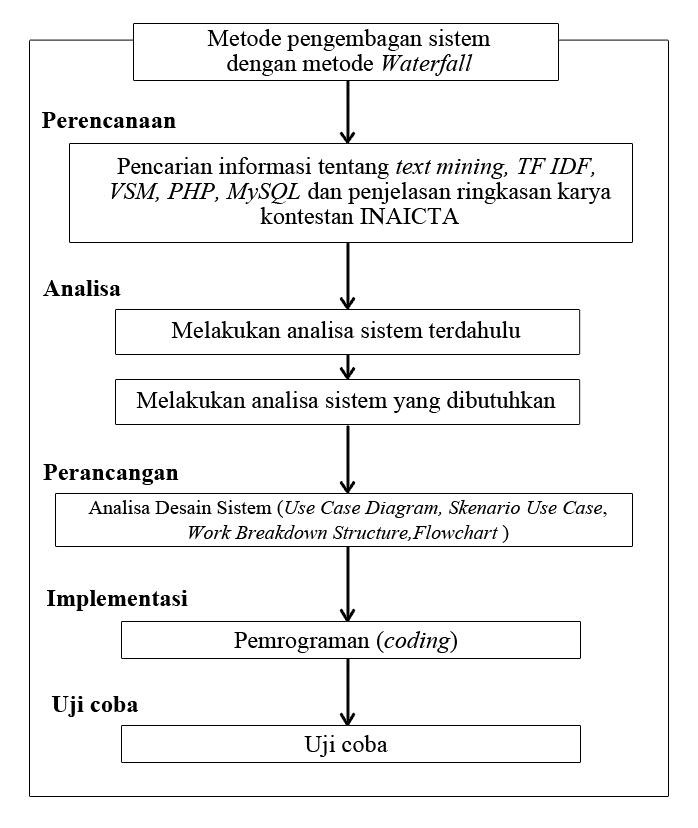 Metode pengembagan sistem
dengan metode Waterfall
Perencanaan
Pencarian informasi tentang text mining, TF IDF,
VSM, PHP, MySQL dan penjelasan ringkasan karya
kontestan INAICTA
Analisa
Melakukan analisa sistem terdahulu
Melakukan analisa sistem yang dibutuhkan
Perancangan
Analisa Desain Sistem (Use Case Diagram, Skenario Use Case,
Work Breakdown Structure,Flowchart )
Implementasi
Pemrograman (coding)
Uji coba
Uji coba